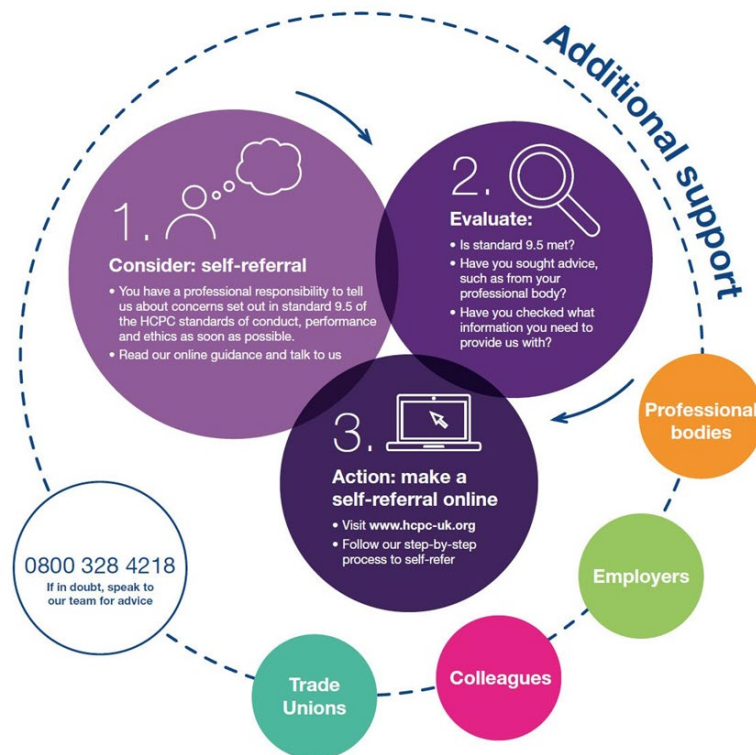 Additional support
1.
Consider: self-referral
• You have a professional responsibility to tell
us about concerns set out in standard 9.5 of
the HCPC standards of conduct, performance
and ethics as soon as possible.
• Read our online guidance and talk to us
2.
Evaluate:
• Is standard 9.5 met?
• Have you sought advice,
such as from your
professional body?
• Have you checked what
information you need to
provide us with?
3.
Action: make a
self-referral online
• Visit www.hcpc-uk.org
• Follow our step-by-step
process to self-refer
Professional
bodies
Employers
Colleagues
Trade
Unions
0800 328 4218
If in doubt, speak to
our team for advice